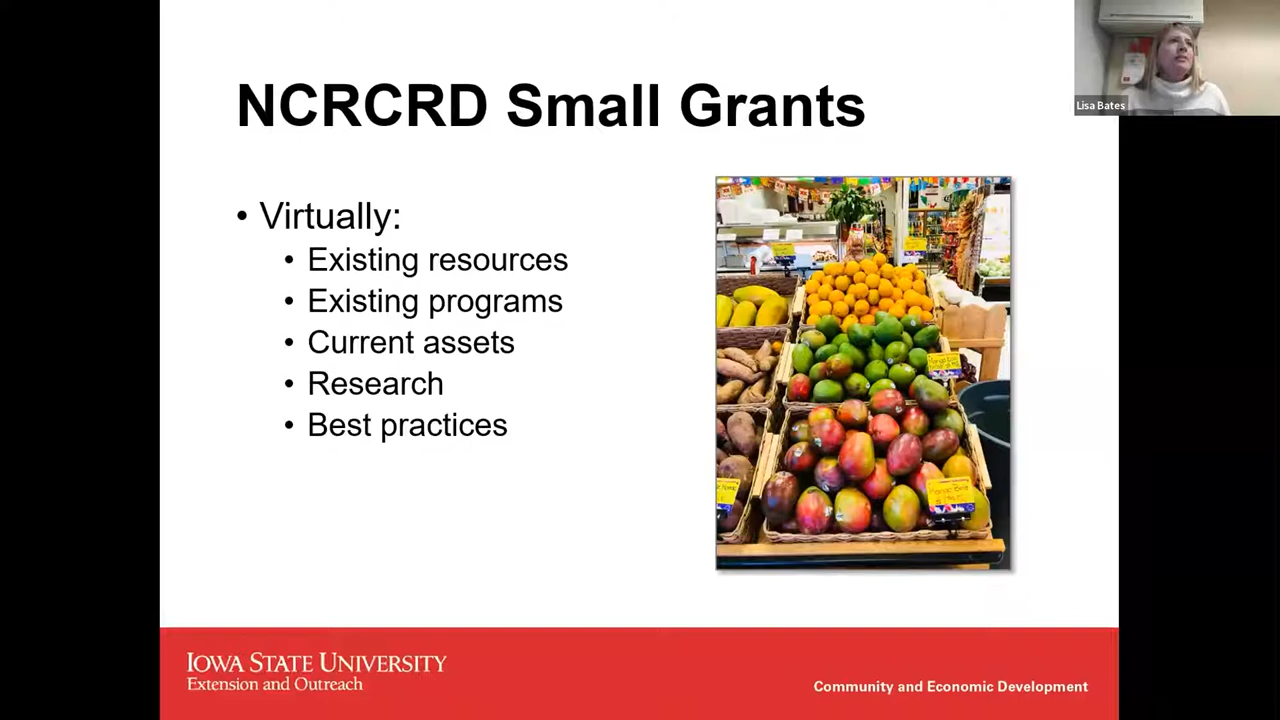 NCRCRD Small Grants
Lisa Bates
• Virtually:
• Existing resources
• Existing programs
• Current assets
• Research
• Best practices
IOWA STATE UNIVERSITY
Extension and Outreach
Community and Economic Development